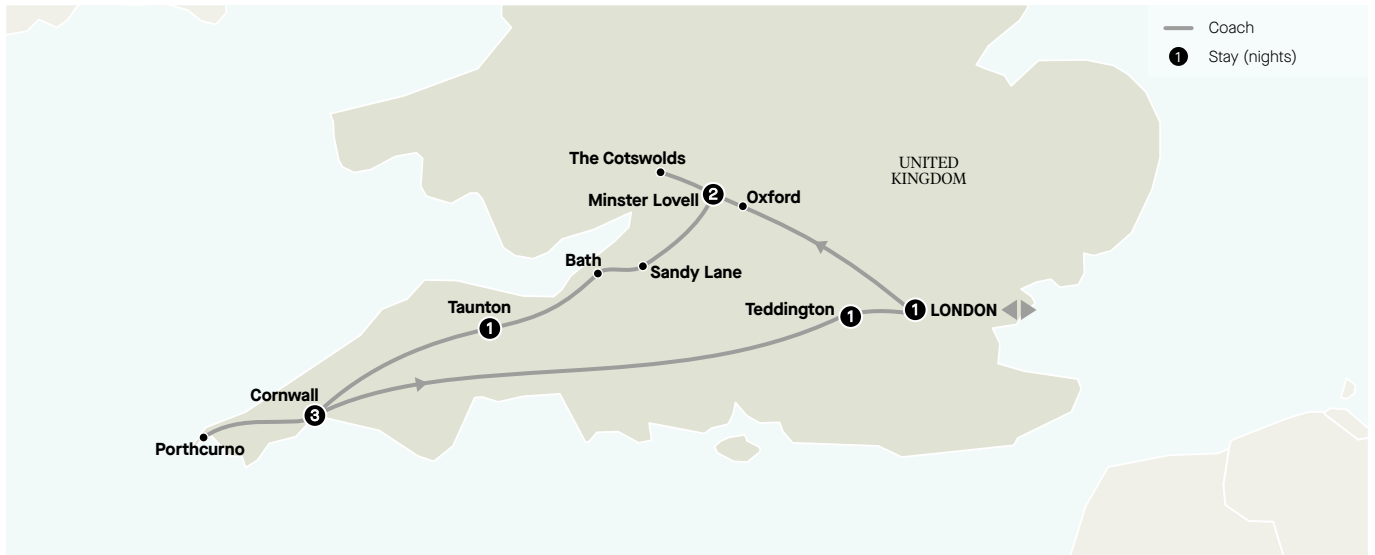 Coach
1 Stay (nights)
The Cotswolds
UNITED
KINGDOM
Minster Lovell 2 Oxford
Bath
Sandy Lane
Taunton
1
Teddington 1 1 LONDON
Cornwall
3
Porthcurno